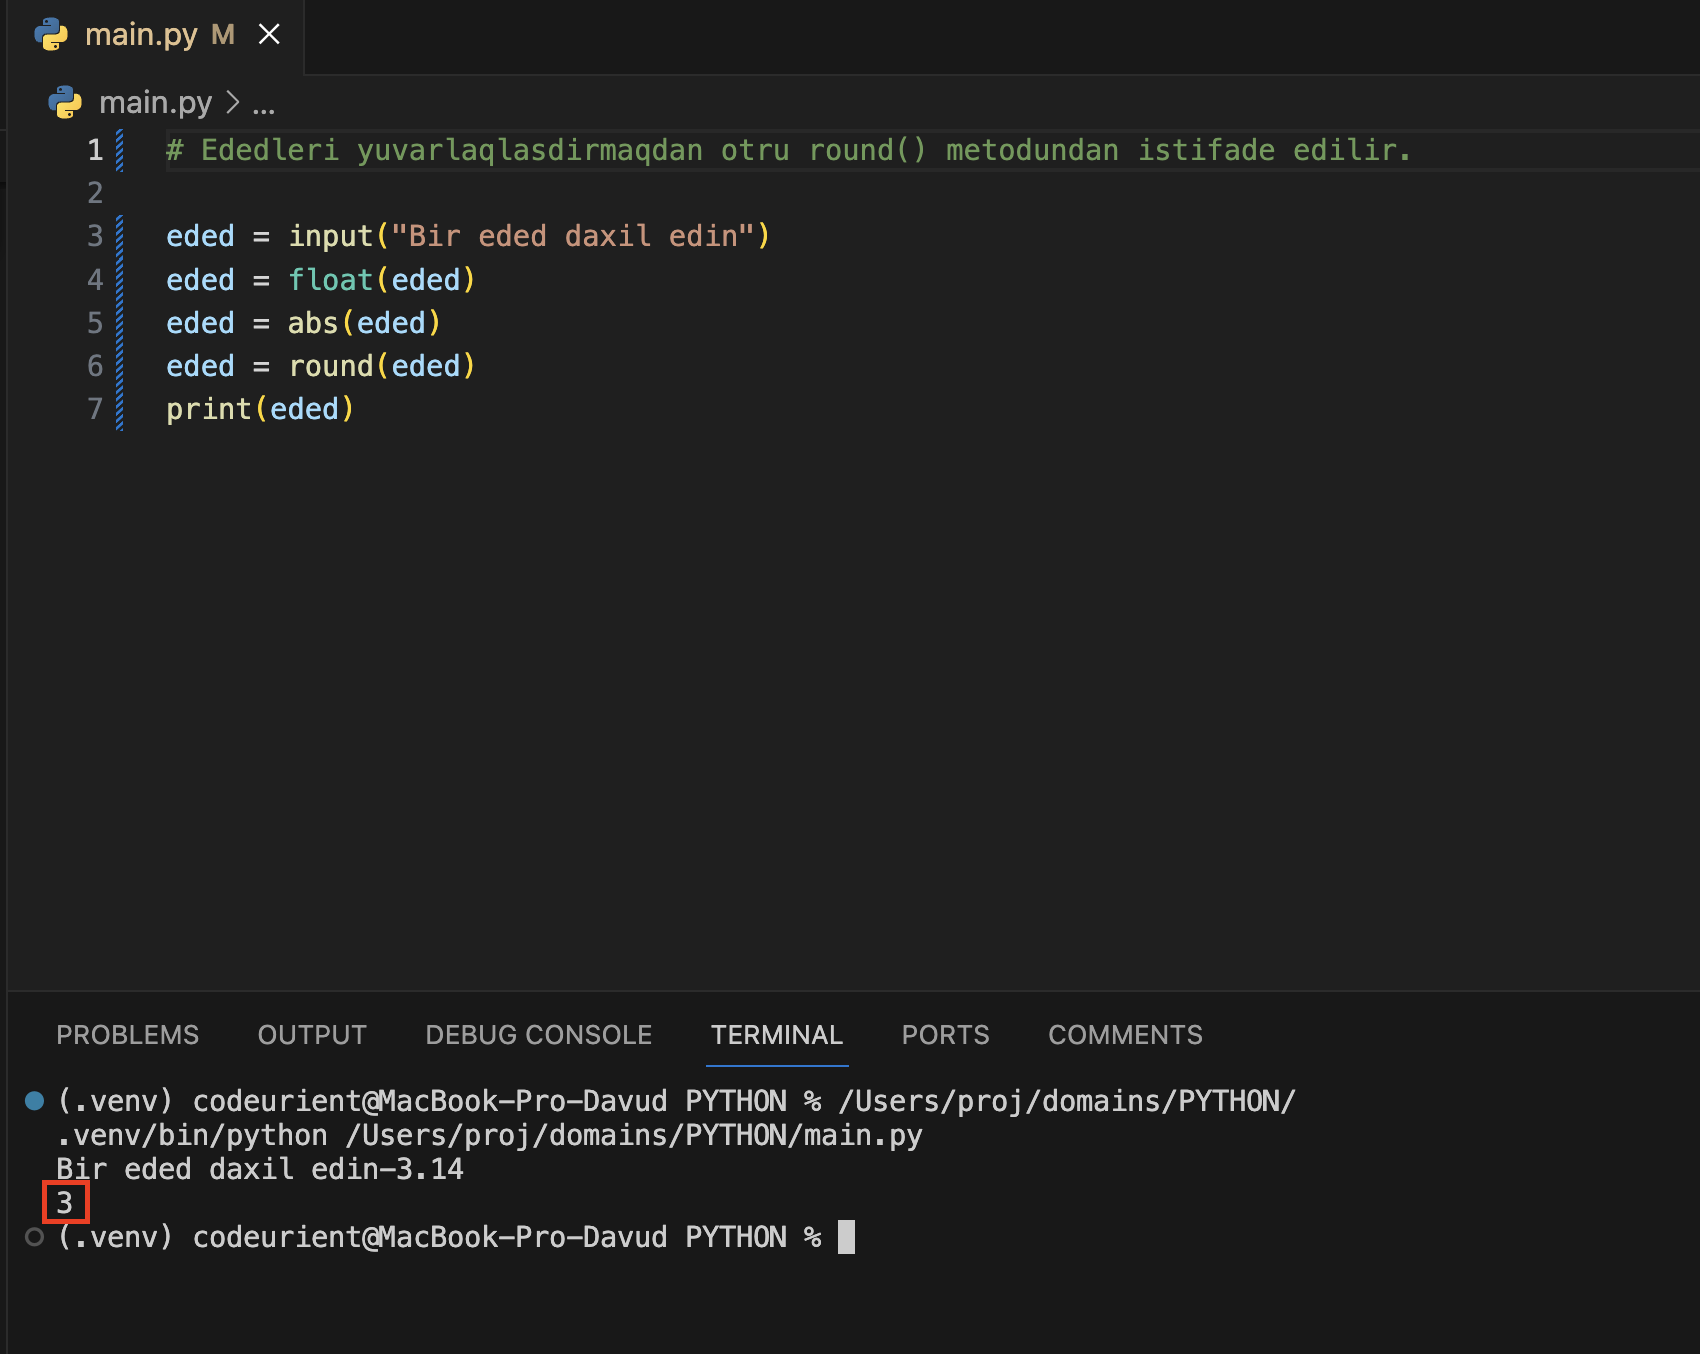 main.py M
main.py > ...
1 # Ededleri yuvarlaqlasdirmaqdan otru round() metodundan istifade edilir.
2
3 eded = input("Bir eded daxil edin")
4 eded = float(eded)
5 eded = abs(eded)
6 eded = round(eded)
7 print(eded)
PROBLEMS OUTPUT DEBUG CONSOLE TERMINAL PORTS COMMENTS
(.venv) codeurient@MacBook-Pro-Davud PYTHON % /Users/proj/domains/PYTHON/
.venv/bin/python /Users/proj/domains/PYTHON/main.py
Bir eded daxil edin-3.14
3
(.venv) codeurient@MacBook-Pro-Davud PYTHON %